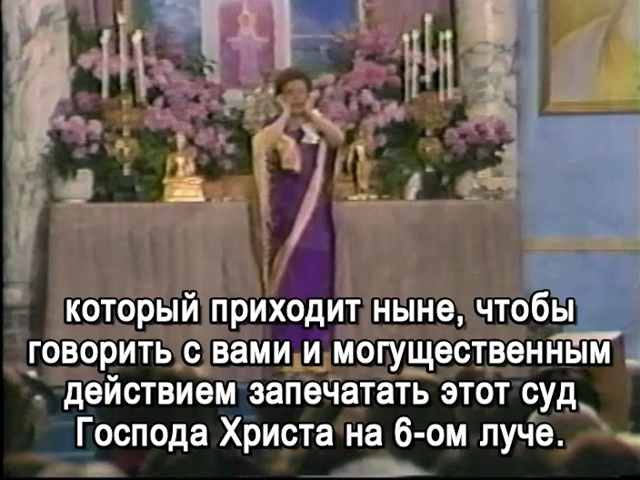 который приходит ныне, чтобы
говорить с вами и могущественным
действием запечатать этот суд
Господа Христа на 6-ом луче.